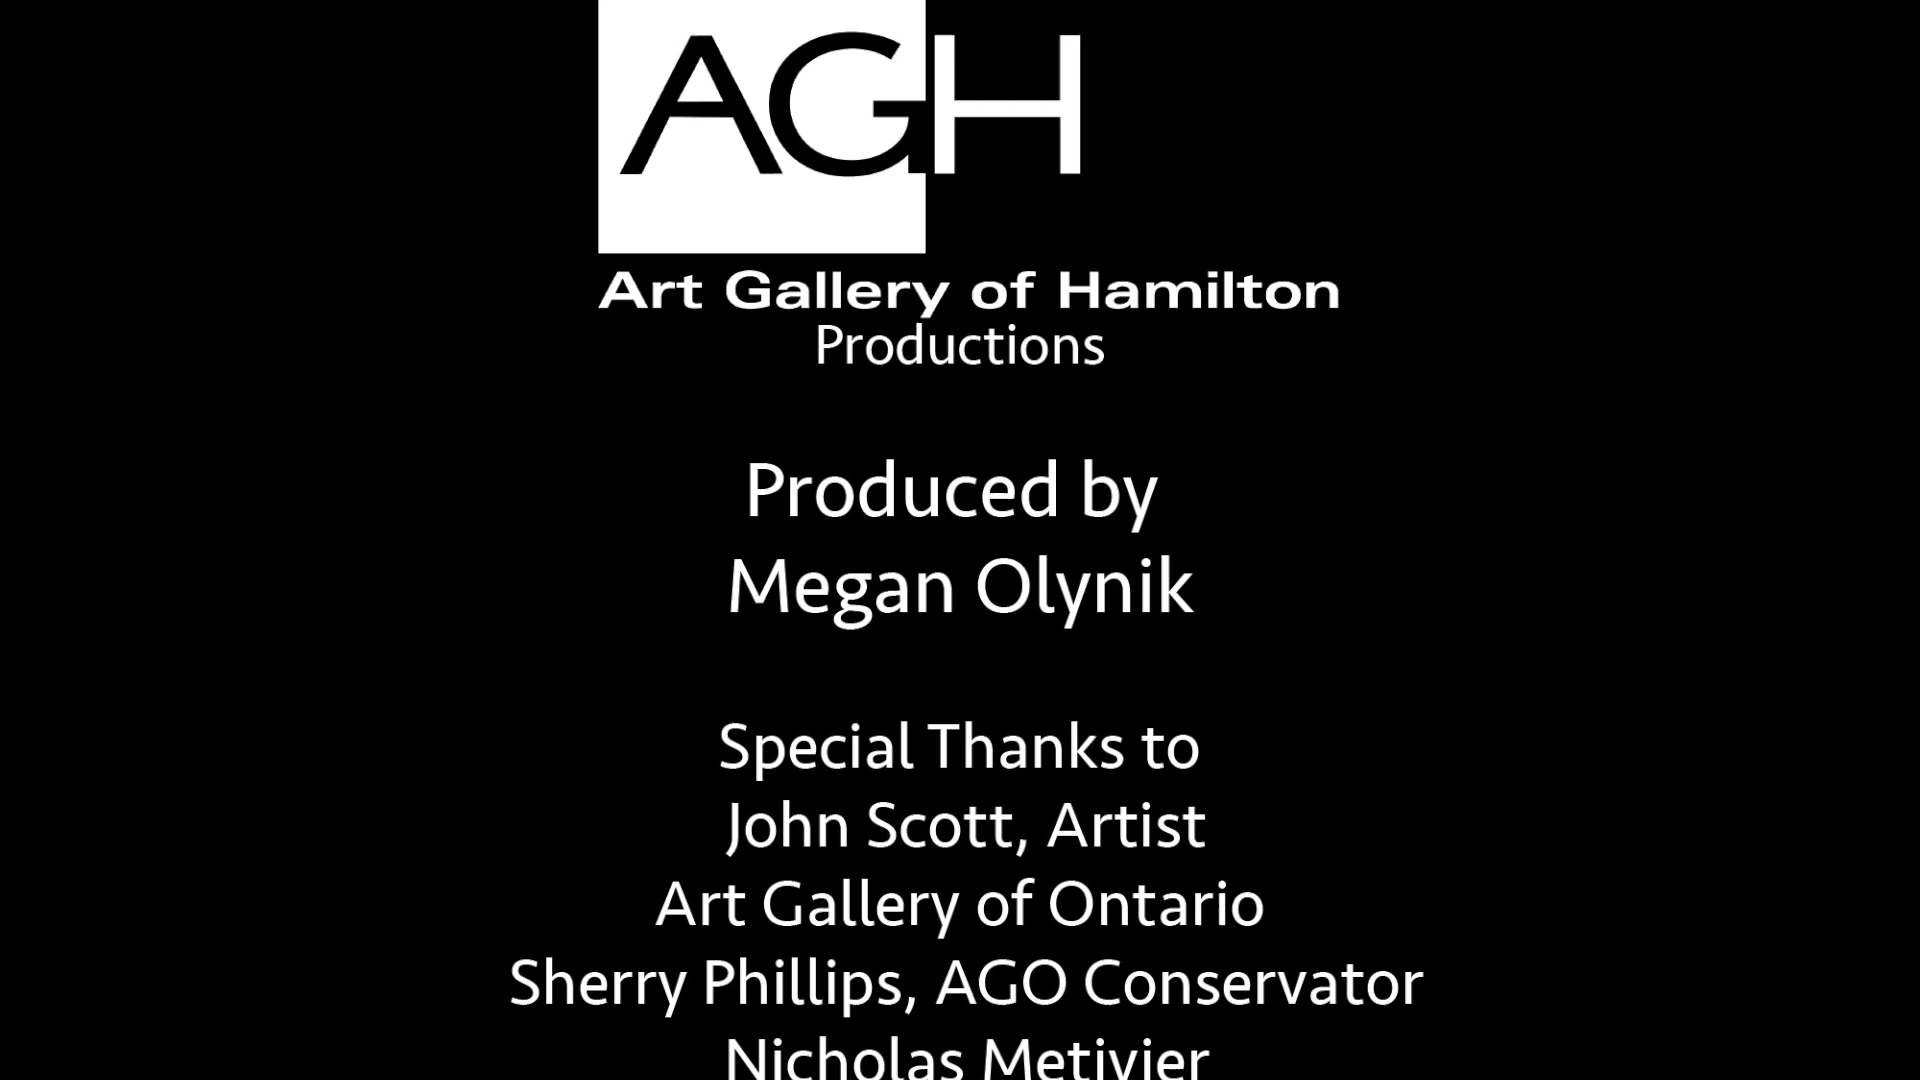 AGH
Art Gallery of Hamilton
Productions
Produced by
Megan Olynik
Special Thanks to
John Scott, Artist
Art Gallery of Ontario
Sherry Phillips, AGO Conservator
Nicholas Metivier